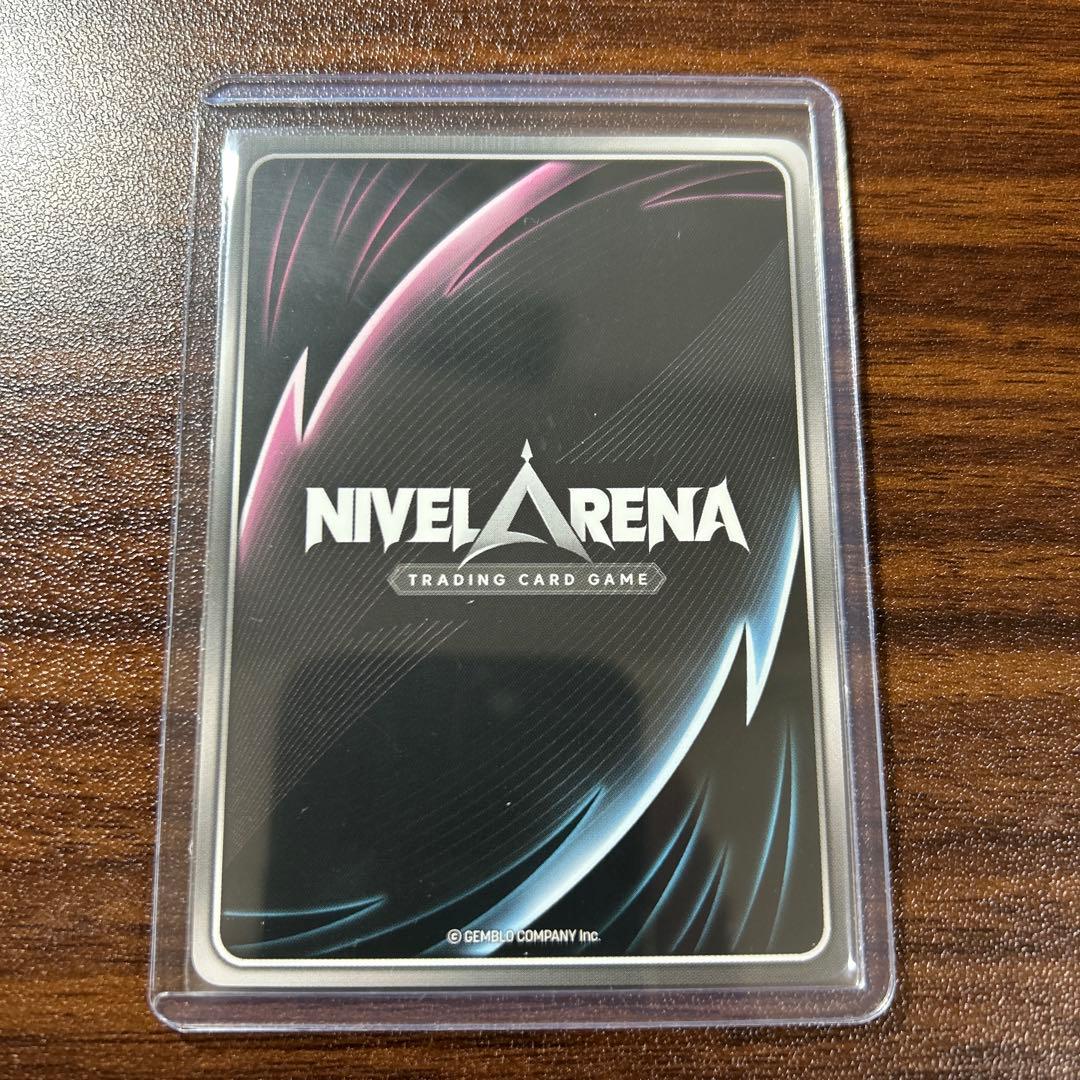 NIVEL ARENA
TRADING CARD GAME
© GEMBLO COMPANY Inc.